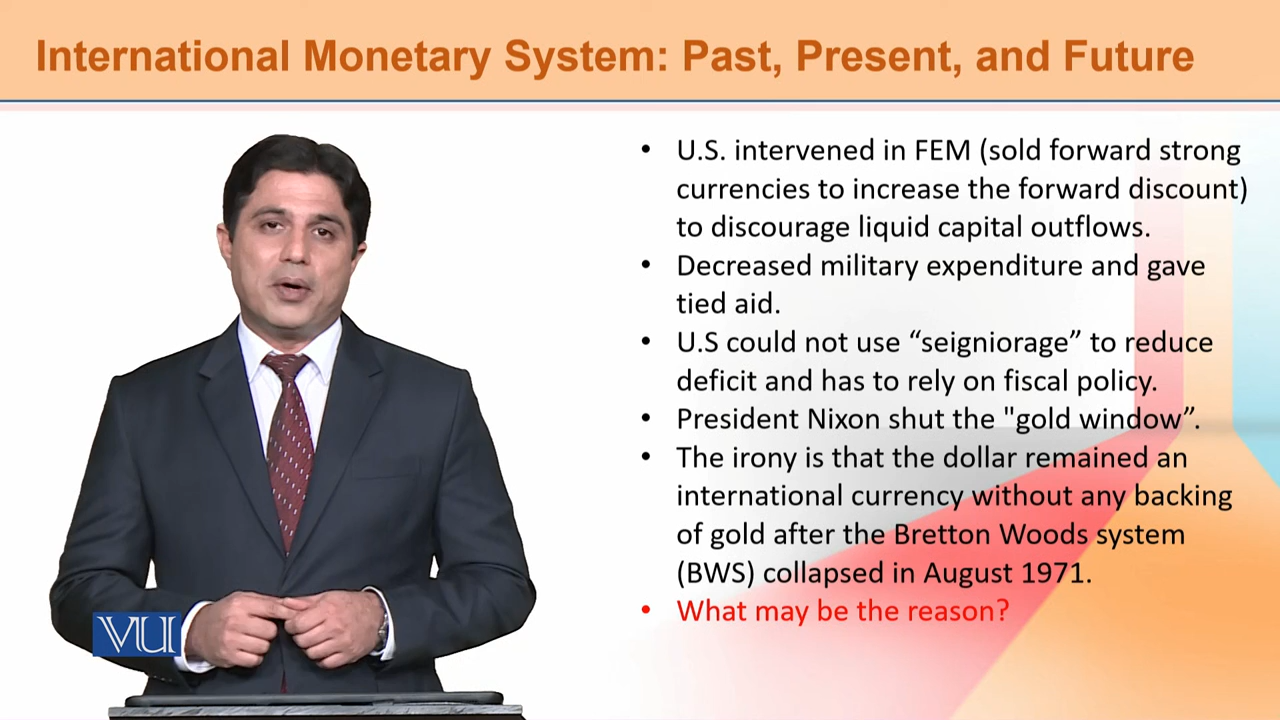 International Monetary System: Past, Present, and Future
• U.S. intervened in FEM (sold forward strong
currencies to increase the forward discount)
to discourage liquid capital outflows.
• Decreased military expenditure and gave
tied aid.
• U.S could not use “seigniorage” to reduce
deficit and has to rely on fiscal policy.
• President Nixon shut the "gold window”.
• The irony is that the dollar remained an
international currency without any backing
of gold after the Bretton Woods system
(BWS) collapsed in August 1971.
• What may be the reason?
VU